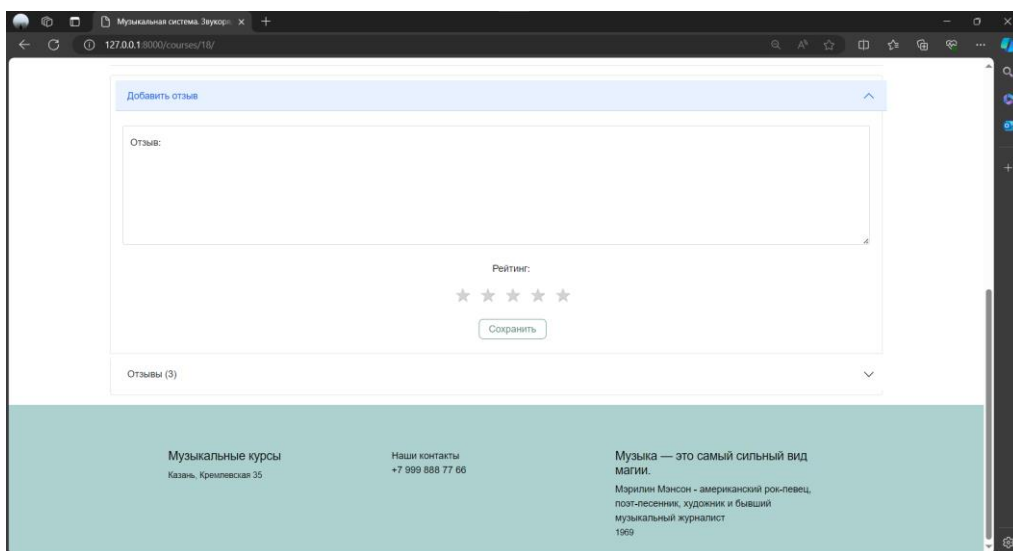 Музыкальная система. Звукоре
127.0.0.1:8000/courses/18/
Добавить отзыв
Отзыв:
Рейтинг:
Сохранить
Отзывы (3)
Музыкальные курсы
Казань, Кремлевская 35
Наши контакты
+7 999 888 77 66
Музыка — это самый сильный вид
магии.
Мэрилин Мэнсон - американский рок-певец,
поэт-песенник, художник и бывший
музыкальный журналист
1969